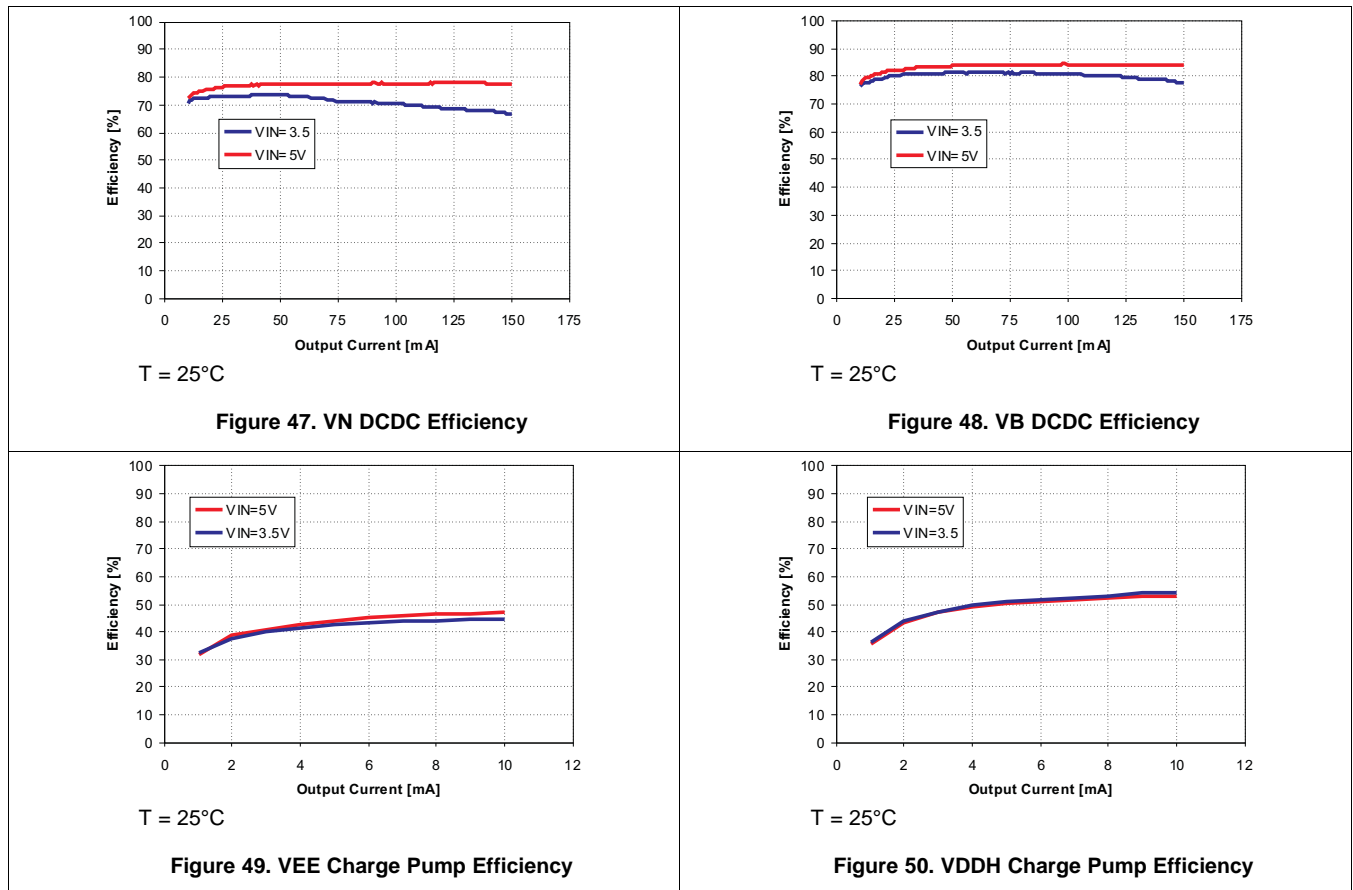 100
90
80
70
60
50
40
30
20
10
0
Efficiency [%]
VIN= 3.5
VIN= 5V
0 25 50 75 100 125 150 175
Output Current [mA]
T = 25°C
Figure 47. VN DCDC Efficiency
100
90
80
70
60
50
40
30
20
10
0
Efficiency [%]
VIN= 3.5
VIN= 5V
0 25 50 75 100 125 150 175
Output Current [mA]
T = 25°C
Figure 48. VB DCDC Efficiency
100
90
80
70
60
50
40
30
20
10
0
Efficiency [%]
VIN=5V
VIN=3.5V
0 2 4 6 8 10 12
Output Current [mA]
T = 25°C
Figure 49. VEE Charge Pump Efficiency
100
90
80
70
60
50
40
30
20
10
0
Efficiency [%]
VIN=5V
VIN=3.5
0 2 4 6 8 10 12
Output Current [mA]
T = 25°C
Figure 50. VDDH Charge Pump Efficiency